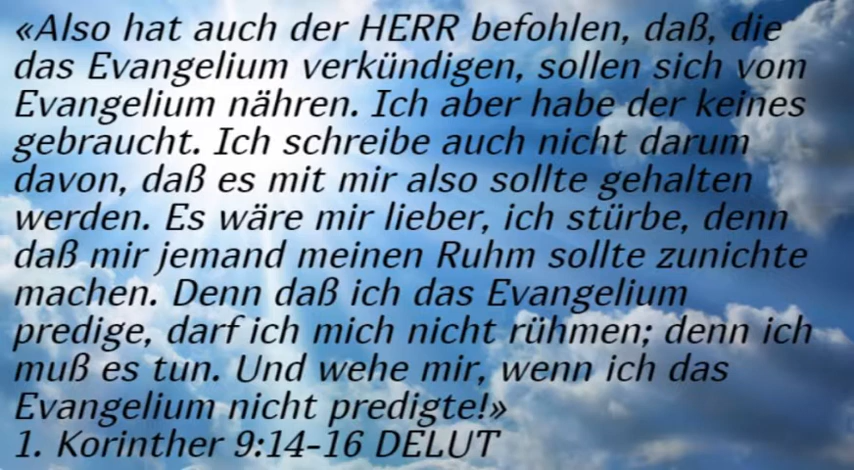 «Also hat auch der HERR befohlen, daß, die
das Evangelium verkündigen, sollen sich vom
Evangelium nähren. Ich aber habe der keines
gebraucht. Ich schreibe auch nicht darum
davon, daß es mit mir also sollte gehalten
werden. Es wäre mir lieber, ich stürbe, denn
daß mir jemand meinen Ruhm sollte zunichte
machen. Denn daß ich das Evangelium
predige, darf ich mich nicht rühmen; denn ich
muß es tun. Und wehe mir, wenn ich das
Evangelium nicht predigte!»
1. Korinther 9:14-16 DELUT